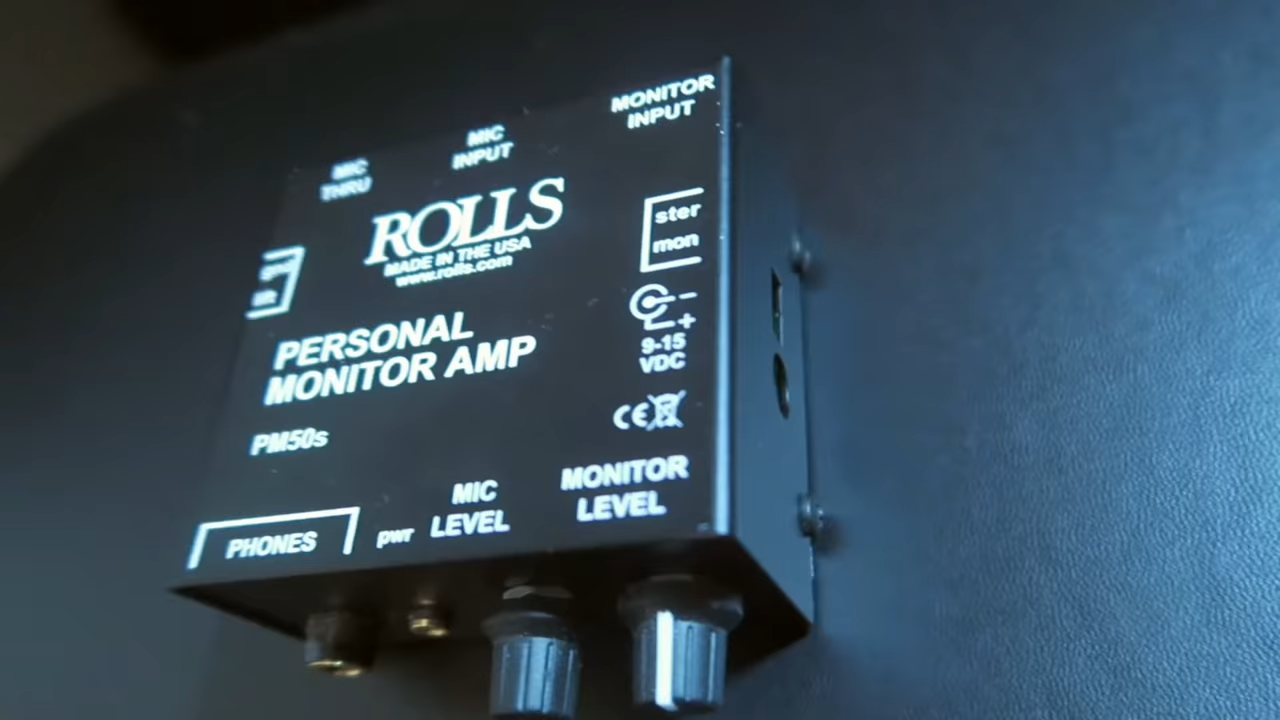 MONITOR
INPUT
MIC
INPUT
MIC
THRU
ROLLS
MADE IN THE USA
www.rolls.com
ster
mon
9-15
VDC
PERSONAL
MONITOR AMP
PM50s
CE
MONITOR
LEVEL
MIC
LEVEL
pwr
PHONES